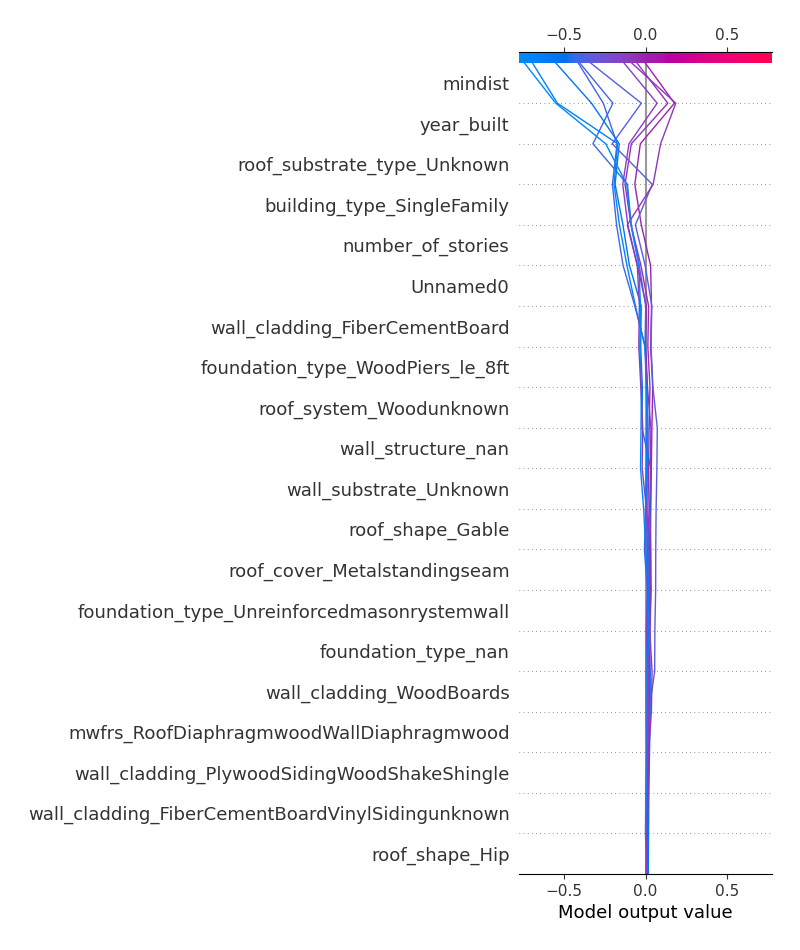 −0.5 0.0 0.5
mindist
year_built
roof_substrate_type_Unknown
building_type_SingleFamily
number_of_stories
Unnamed0
wall_cladding_FiberCementBoard
foundation_type_WoodPiers_le_8ft
roof_system_Woodunknown
wall_structure_nan
wall_substrate_Unknown
roof_shape_Gable
roof_cover_Metalstandingseam
foundation_type_Unreinforcedmasonrystemwall
foundation_type_nan
wall_cladding_WoodBoards
mwfrs_RoofDiaphragmwoodWallDiaphragmwood
wall_cladding_PlywoodSidingWoodShakeShingle
wall_cladding_FiberCementBoardVinylSidingunknown
roof_shape_Hip
−0.5 0.0 0.5
Model output value